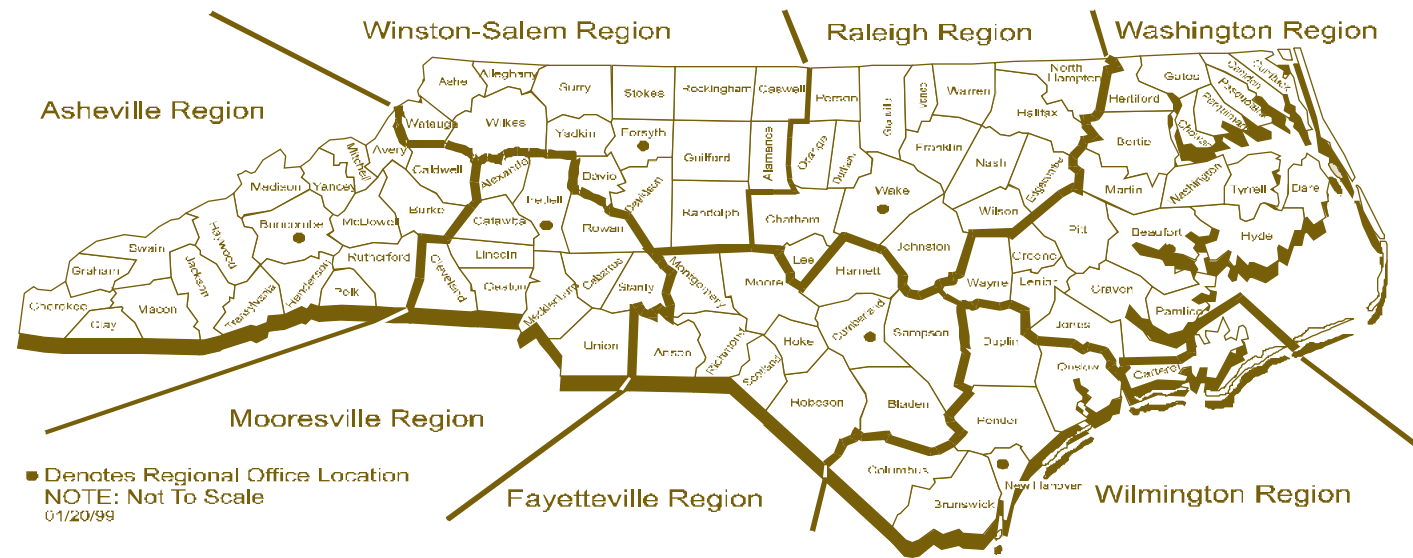 Winston-Salem Region
Raleigh Region
Washington Region
Asheville Region
Ashe
Alleghany
Surry
Stokes
Rockingham
Caswell
Person
Granville
Vance
Warren
North
Hampton
Halifax
Hertford
Gates
Camden
Currituck
Pasquotank
Perquimans
Chowan
Watauga
Wilkes
Yadkin
Forsyth
Guilford
Alamance
Orange
Durham
Franklin
Nash
Edgecombe
Bertie
Mitchell
Avery
Caldwell
Alexander
Davie
Davidson
Wake
Martin
Washington
Tyrrell
Dare
Madison
Yancey
Iredell
Randolph
Chatham
Wilson
Pitt
Beaufort
Hyde
Buncombe
McDowell
Burke
Catawba
Rowan
Johnston
Greene
Swain
Haywood
Rutherford
Lincoln
Lee
Harnett
Wayne
Lenior
Craven
Graham
Jackson
Henderson
Polk
Cleveland
Gaston
Mecklenburg
Cabarrus
Stanly
Montgomery
Moore
Cherokee
Clay
Macon
Transylvania
Pamlico
Union
Anson
Richmond
Scotland
Hoke
Cumberland
Sampson
Duplin
Jones
Onslow
Carteret
Robeson
Bladen
Pender
Mooresville Region
Columbus
New Hanover
Brunswick
Denotes Regional Office Location
NOTE: Not To Scale
01/20/99
Fayetteville Region
Wilmington Region